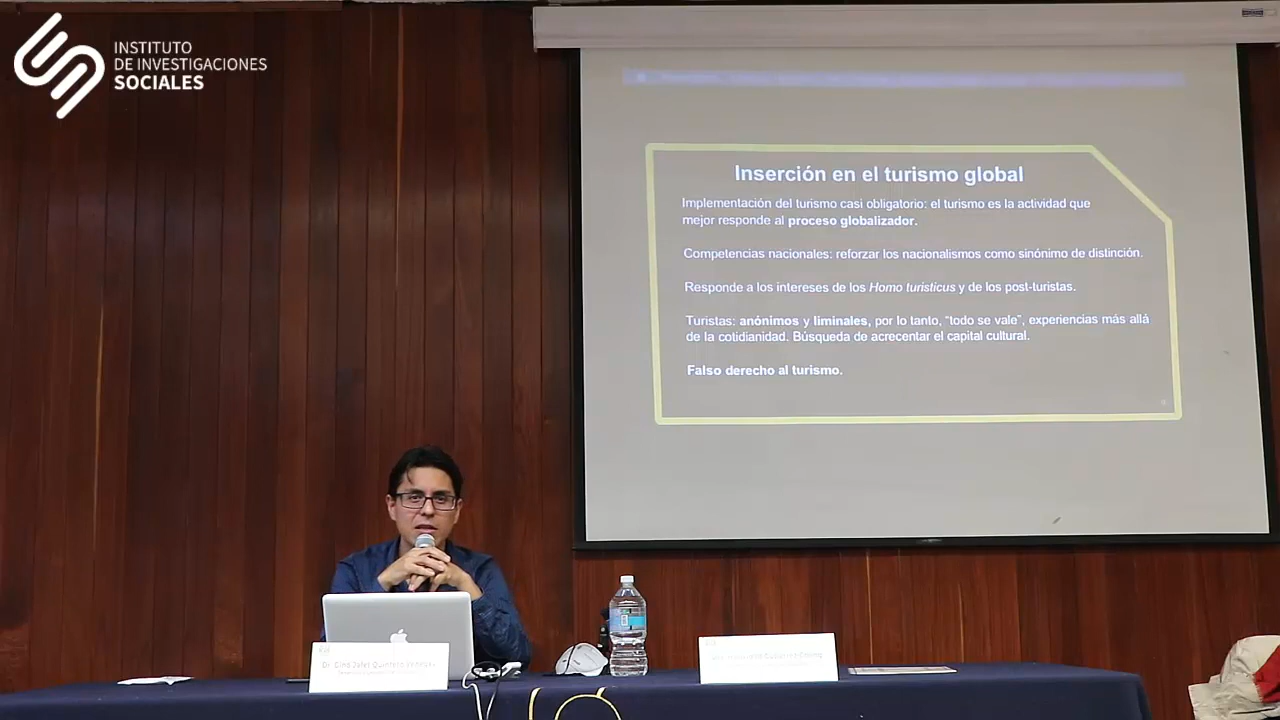 INSTITUTO
DE INVESTIGACIONES
SOCIALES
Inserción en el turismo global
Implementación del turismo casi obligatorio: el turismo es la actividad que
mejor responde al proceso globalizador.
Competencias nacionales: reforzar los nacionalismos como sinónimo de distinción.
Responde a los intereses de los Homo turisticus y de los post-turistas.
Turistas: anónimos y liminales, por lo tanto, “todo se vale”, experiencias más allá
de la cotidianidad. Búsqueda de acrecentar el capital cultural.
Falso derecho al turismo.
Dr.
Quintero